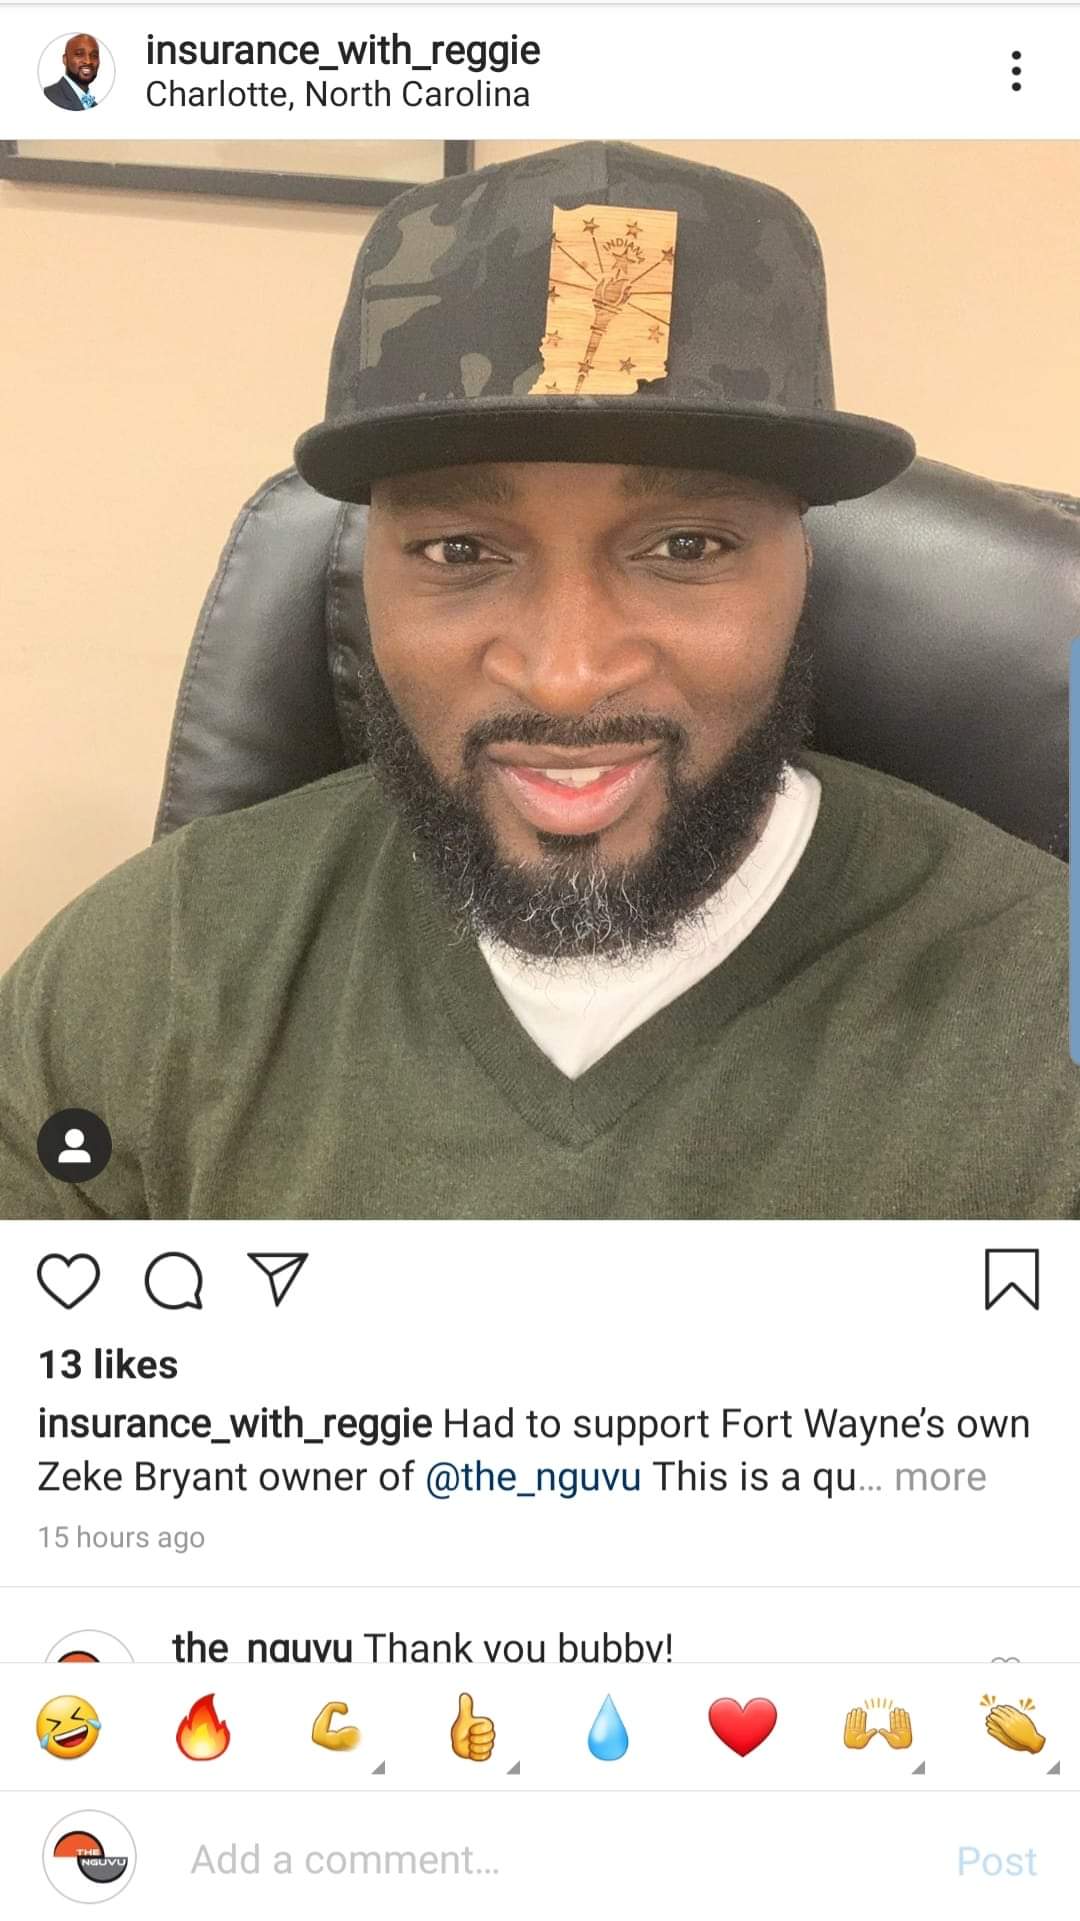 insurance_with_reggie
Charlotte, North Carolina
INDIANA
13 likes
insurance_with_reggie Had to support Fort Wayne’s own
Zeke Bryant owner of @the_nguvu This is a qu... more
15 hours ago
the_nguvu Thank you bubby!
THE
NGUVU
Add a comment...
Post